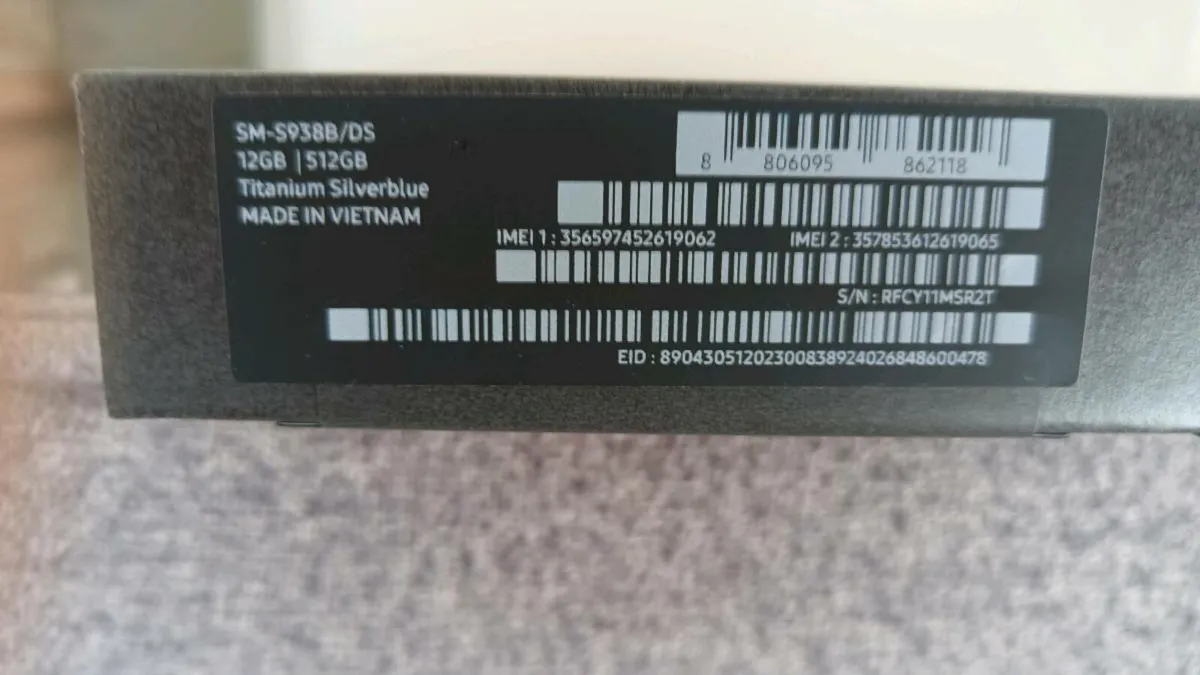 SM-S938B/DS
12GB | 512GB
Titanium Silverblue
MADE IN VIETNAM
8 806095 862118
IMEI 1 : 356597452619062
IMEI 2 : 357853612619065
S/N : RFCY11MSR2T
EID : 89043051202300838924026848600478